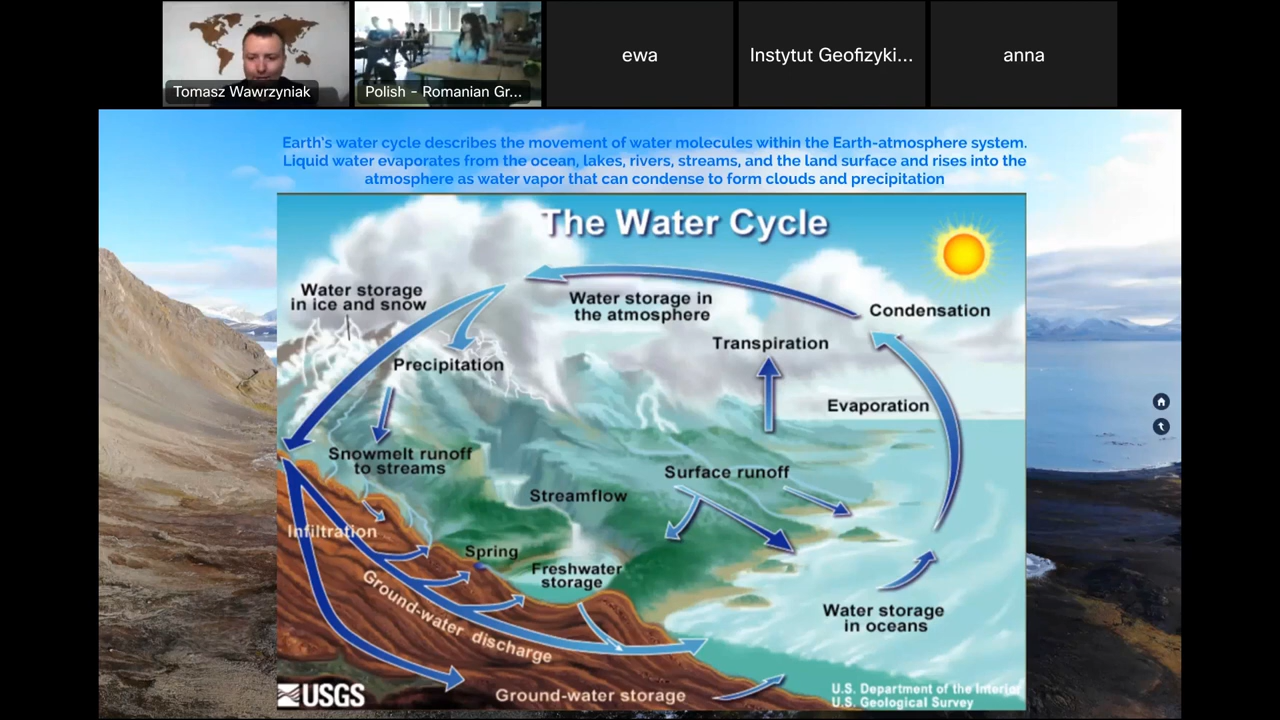 Tomasz Wawrzyniak
Polish - Romanian Gr...
ewa
Instytut Geofizyki...
anna
Earth's water cycle describes the movement of water molecules within the Earth-atmosphere system.
Liquid water evaporates from the ocean, lakes, rivers, streams, and the land surface and rises into the
atmosphere as water vapor that can condense to form clouds and precipitation
The Water Cycle
Water storage
in ice and snow
Water storage in
the atmosphere
Condensation
Transpiration
Precipitation
Evaporation
Snowmelt runoff
to streams
Surface runoff
Streamflow
Infiltration
Spring
Freshwater
storage
Ground-water discharge
Water storage
in oceans
USGS
Ground-water storage
U.S. Department of the Interior
U.S. Geological Survey